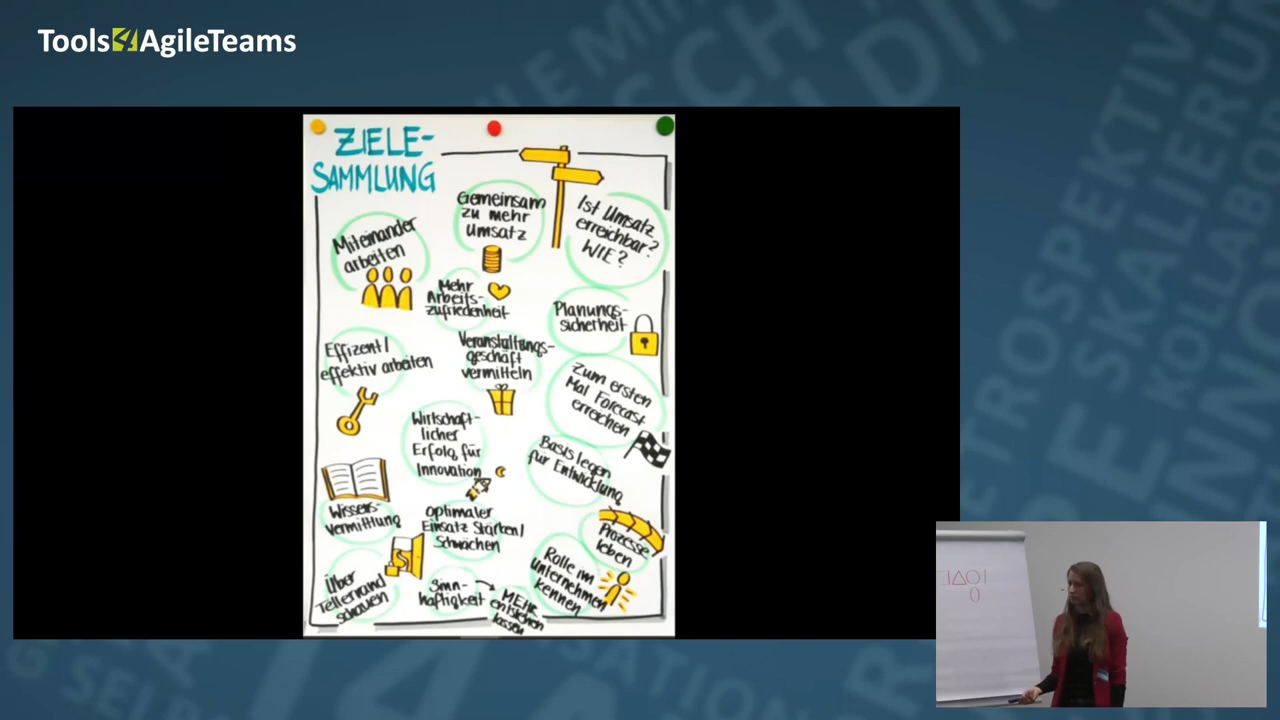 Tools4AgileTeams
ZIELE-
SAMMLUNG
Gemeinsam
zu mehr
Umsatz
Ist Umsatz
erreichbar?
WIE?
Miteinander
arbeiten
Mehr
Arbeits-
zufriedenheit
Planungs-
sicherheit
Effizent/
effektiv arbeiten
Veranstaltungs-
geschäft
vermitteln
Zum ersten
Mal Forecast
erreichen
Wirtschaft-
licher
Erfolg für
Innovation
Basis legen
für Entwicklung
Wissens-
vermittlung
optimaler
Einsatz Stärken/
Schwächen
Prozesse
leben
Rolle im
Unternehmen
kennen
Über
Tellerrand
schauen
Sinn-
haftigkeit
MEHR
entstehen
lassen